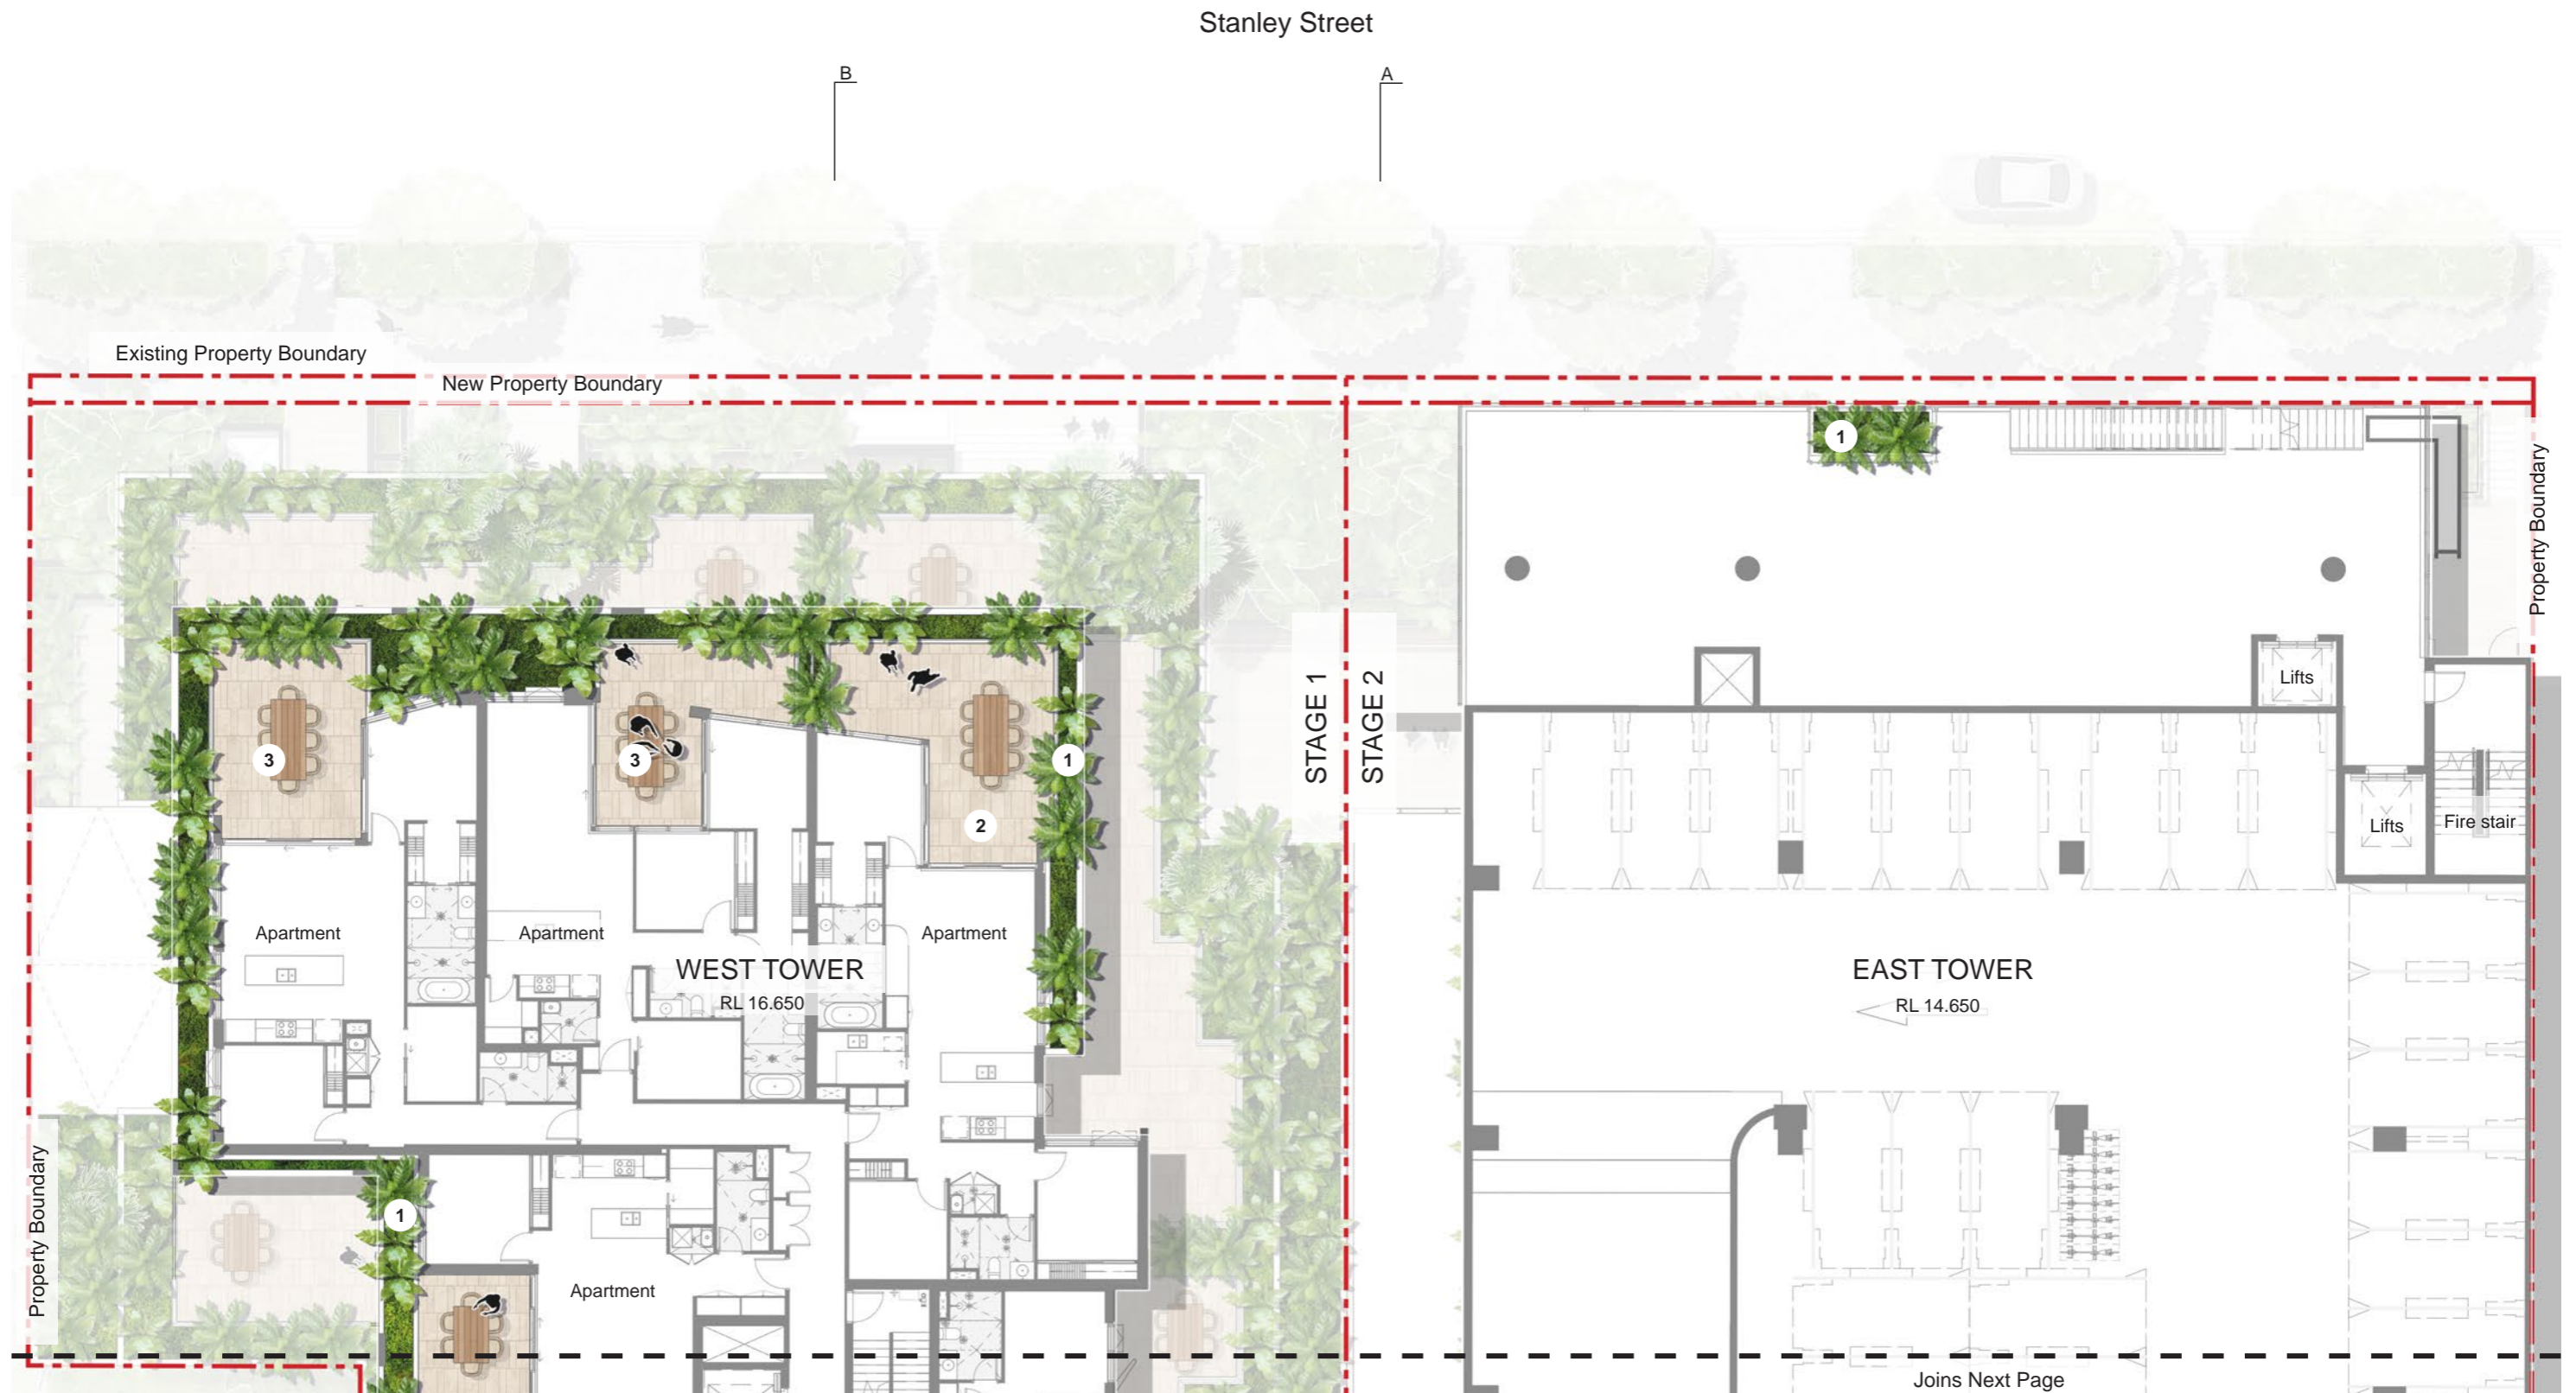 Stanley Street
B
A
Existing Property Boundary
New Property Boundary
1
Property Boundary
STAGE 1
STAGE 2
Lifts
3
3
1
2
Lifts
Fire stair
Apartment
Apartment
Apartment
WEST TOWER
RL 16.650
EAST TOWER
RL 14.650
Property Boundary
1
Apartment
Joins Next Page